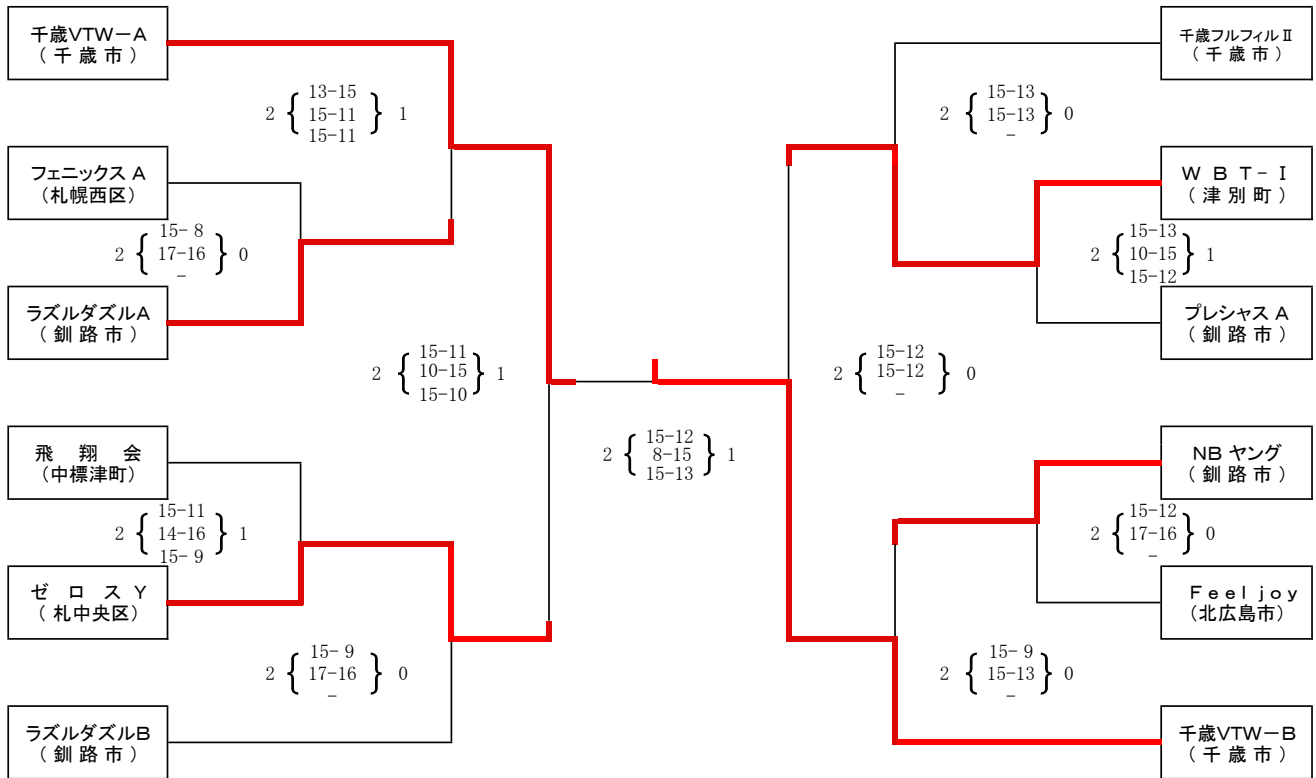 千歳VTW－A
（ 千 歳 市 ）
フェニックス A
（札幌西区）
ラズルダズルA
（ 釧 路 市 ）
飛 翔 会
（中標津町）
ゼ ロ ス Y
（ 札中央区）
ラズルダズルB
（ 釧 路 市 ）
2 { 13-15
15-11
15-11 } 1
2 { 15- 8
17-16
- } 0
2 { 15-11
10-15
15-10 } 1
2 { 15-11
14-16
15- 9 } 1
2 { 15- 9
17-16
- } 0
2 { 15-12
8-15
15-13 } 1
千歳フルフィルⅡ
（ 千 歳 市 ）
W B T - I
（ 津 別 町 ）
プレシャス A
（ 釧 路 市 ）
NB ヤング
（ 釧 路 市 ）
Feel joy
（北広島市）
千歳VTW－B
（ 千 歳 市 ）
2 { 15-13
15-13
- } 0
2 { 15-13
10-15
15-12 } 1
2 { 15-12
15-12
- } 0
2 { 15-12
17-16
- } 0
2 { 15- 9
15-13
- } 0